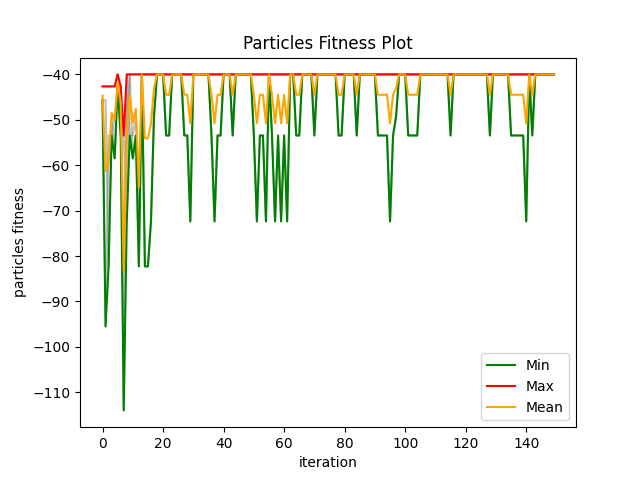 Particles Fitness Plot
particles fitness
−40
−50
−60
−70
−80
−90
−100
−110
0 20 40 60 80 100 120 140
iteration
Min
Max
Mean